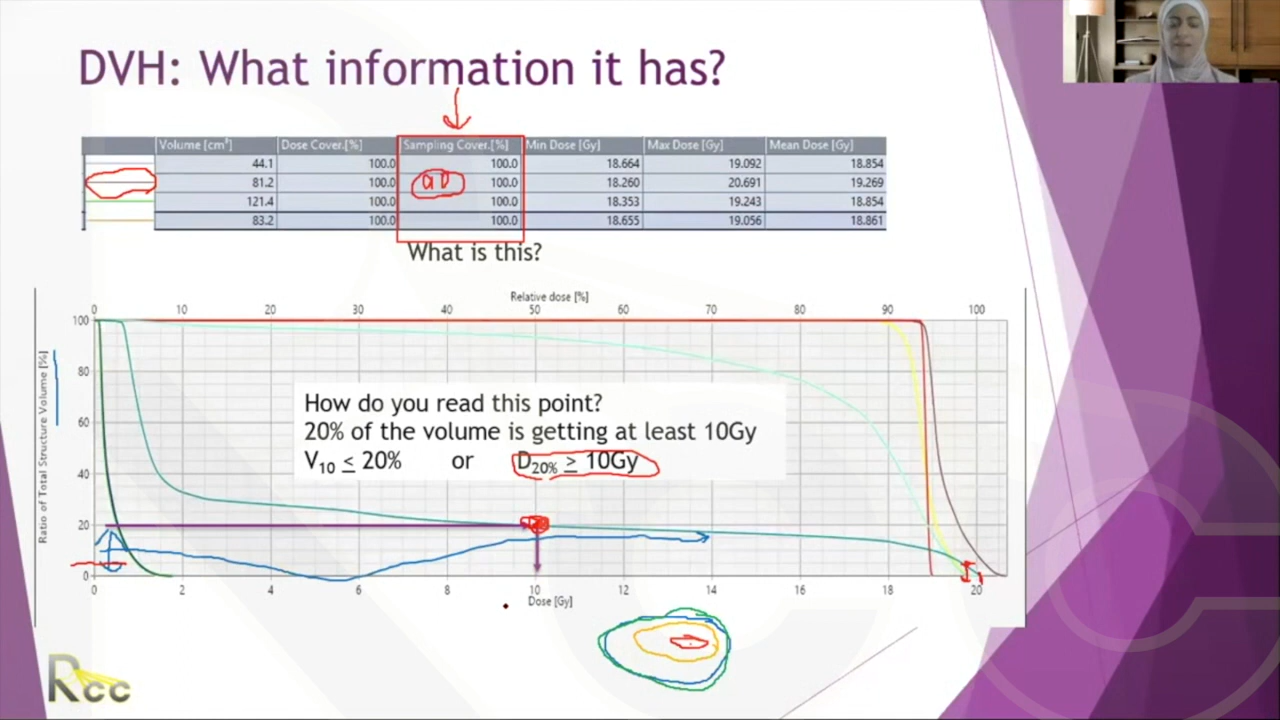 DVH: What information it has?
Volume [cm³] Dose Cover.[%] Sampling Cover.[%] Min Dose [Gy] Max Dose [Gy] Mean Dose [Gy]
44.1 100.0 100.0 18.664 19.092 18.854
81.2 100.0 90 100.0 18.260 20.691 19.269
121.4 100.0 100.0 18.353 19.243 18.854
83.2 100.0 100.0 18.655 19.056 18.861
What is this?
Relative dose [%]
0 10 20 30 40 50 60 70 80 90 100
Ratio of Total Structure Volume [%]
100
80
60
40
20
0
How do you read this point?
20% of the volume is getting at least 10Gy
V₁₀ ≤ 20% or D₂₀% ≥ 10Gy
0 2 4 6 8 10 12 14 16 18 20
Dose [Gy]
Rcc